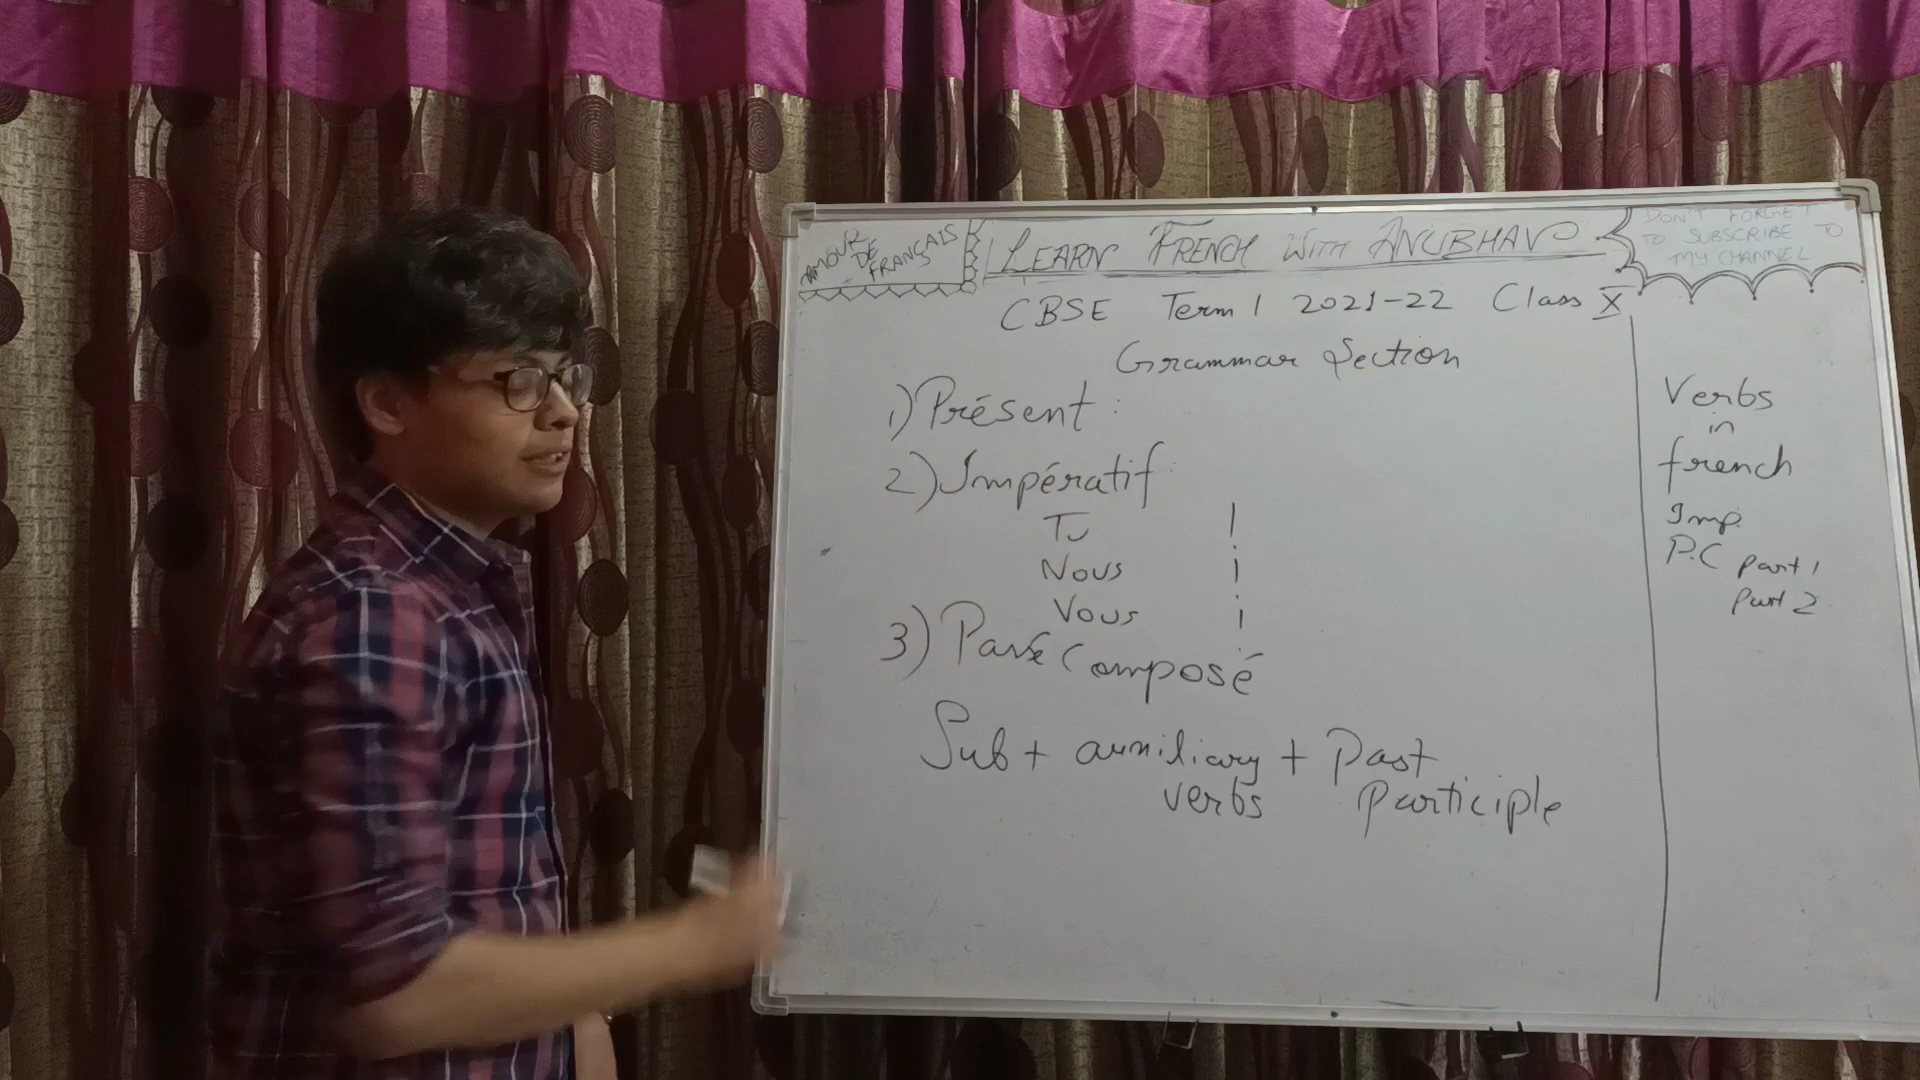 AMOUR
DE
FRANÇAIS
LEARN FRENCH WITH ANUBHAV
DON'T FORGET
TO SUBSCRIBE TO
MY CHANNEL
CBSE Term 1 2021-22 Class X
Grammar Section
1) Présent :
2) Impératif :
Tu !
Nous !
Vous !
3) Passé Composé
Sub + auxiliary + Past
verbs participle
Verbs
in
french
Imp.
P.C part 1
Part 2